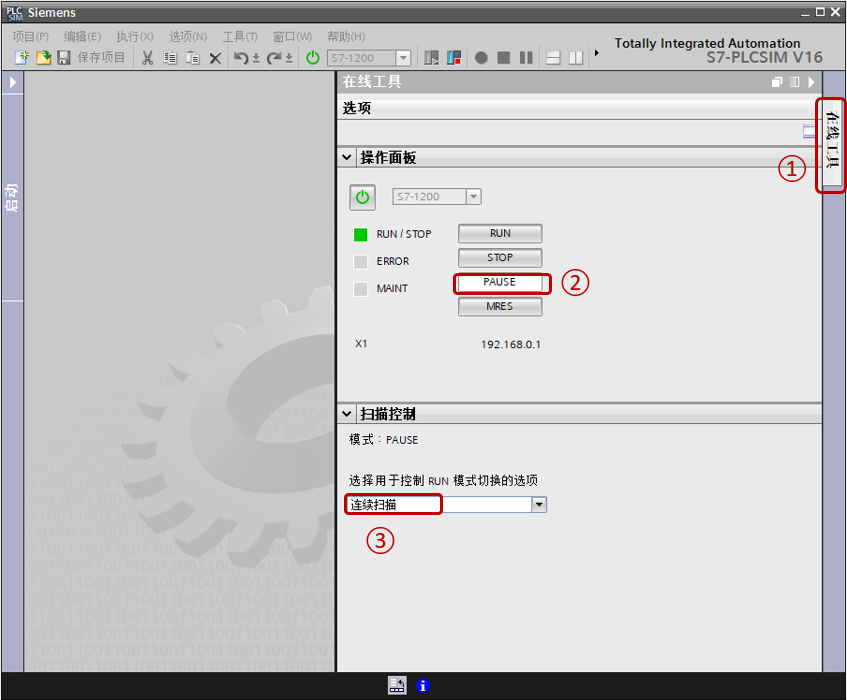 PLC SIM Siemens
项目(P) 编辑(E) 执行(X) 选项(N) 工具(T) 窗口(W) 帮助(H)
保存项目 S7-1200
Totally Integrated Automation
S7-PLCSIM V16
启动
在线工具
选项
在线工具
①
操作面板
S7-1200
RUN / STOP RUN
STOP
ERROR
PAUSE ②
MAINT
MRES
X1 192.168.0.1
扫描控制
模式：PAUSE
选择用于控制 RUN 模式切换的选项
连续扫描
③